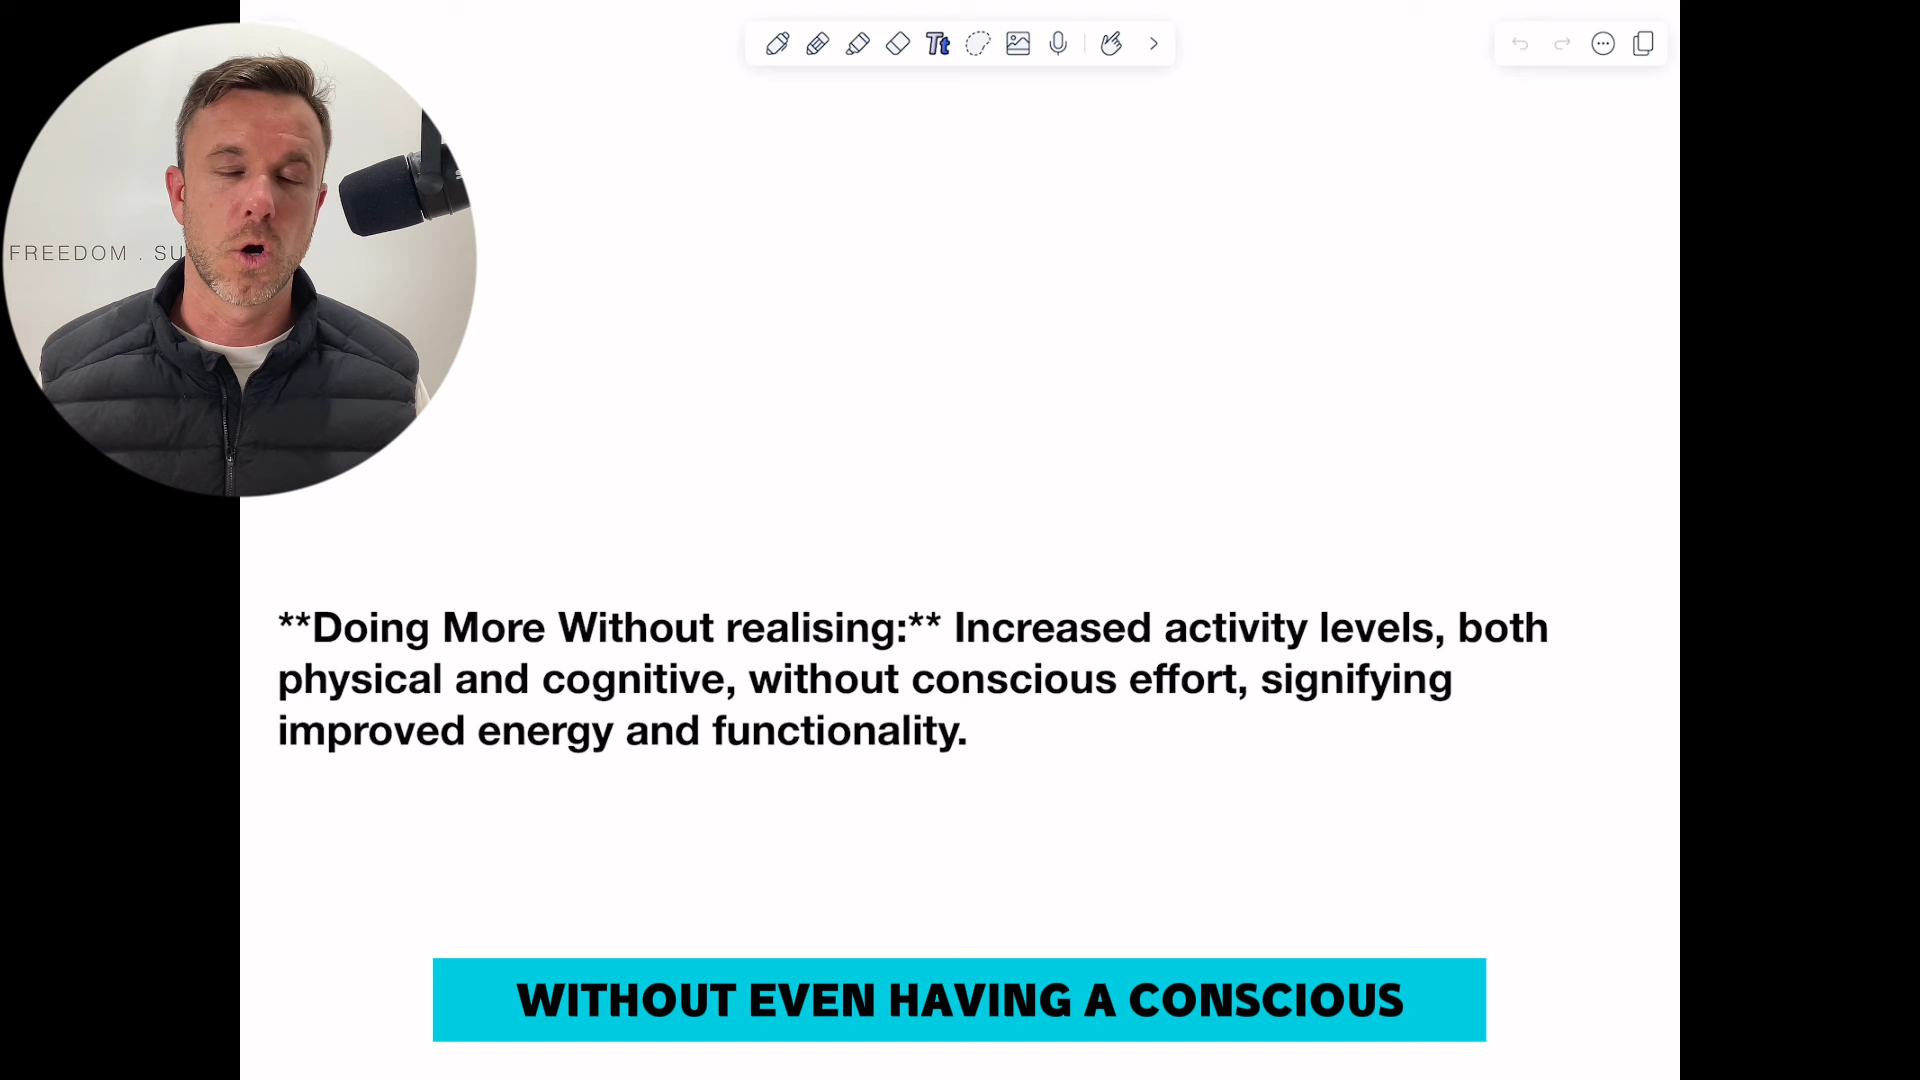 FREEDOM . SU
**Doing More Without realising:** Increased activity levels, both
physical and cognitive, without conscious effort, signifying
improved energy and functionality.
WITHOUT EVEN HAVING A CONSCIOUS